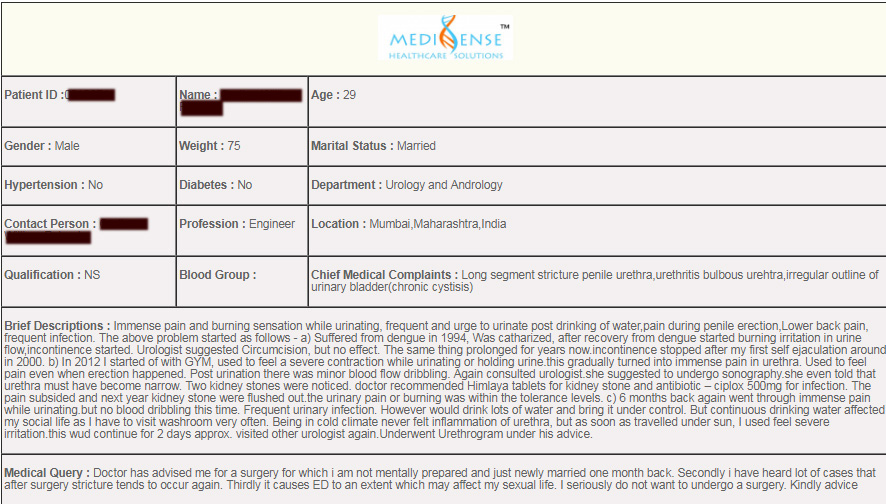 MEDISENSE™
HEALTHCARE SOLUTIONS
Patient ID :
Name :
Age : 29
Gender : Male
Weight : 75
Marital Status : Married
Hypertension : No
Diabetes : No
Department : Urology and Andrology
Contact Person :
Profession : Engineer
Location : Mumbai,Maharashtra,India
Qualification : NS
Blood Group :
Chief Medical Complaints : Long segment stricture penile urethra,urethritis bulbous urehtra,irregular outline of
urinary bladder(chronic cystisis)
Brief Descriptions : Immense pain and burning sensation while urinating, frequent and urge to urinate post drinking of water,pain during penile erection,Lower back pain,
frequent infection. The above problem started as follows - a) Suffered from dengue in 1994, Was catharized, after recovery from dengue started burning irritation in urine
flow,incontinence started. Urologist suggested Circumcision, but no effect. The same thing prolonged for years now.incontinence stopped after my first self ejaculation around
in 2000. b) In 2012 I started of with GYM, used to feel a severe contraction while urinating or holding urine.this gradually turned into immense pain in urethra. Used to feel
pain even when erection happened. Post urination there was minor blood flow dribbling. Again consulted urologist.she suggested to undergo sonography.she even told that
urethra must have become narrow. Two kidney stones were noticed. doctor recommended Himlaya tablets for kidney stone and antibiotic – ciplox 500mg for infection. The
pain subsided and next year kidney stone were flushed out.the urinary pain or burning was within the tolerance levels. c) 6 months back again went through immense pain
while urinating.but no blood dribbling this time. Frequent urinary infection. However would drink lots of water and bring it under control. But continuous drinking water affected
my social life as I have to visit washroom very often. Being in cold climate never felt inflammation of urethra, but as soon as travelled under sun, I used feel severe
irritation.this wud continue for 2 days approx. visited other urologist again.Underwent Urethrogram under his advice.
Medical Query : Doctor has advised me for a surgery for which i am not mentally prepared and just newly married one month back. Secondly i have heard lot of cases that
after surgery stricture tends to occur again. Thirdly it causes ED to an extent which may affect my sexual life. I seriously do not want to undergo a surgery. Kindly advice